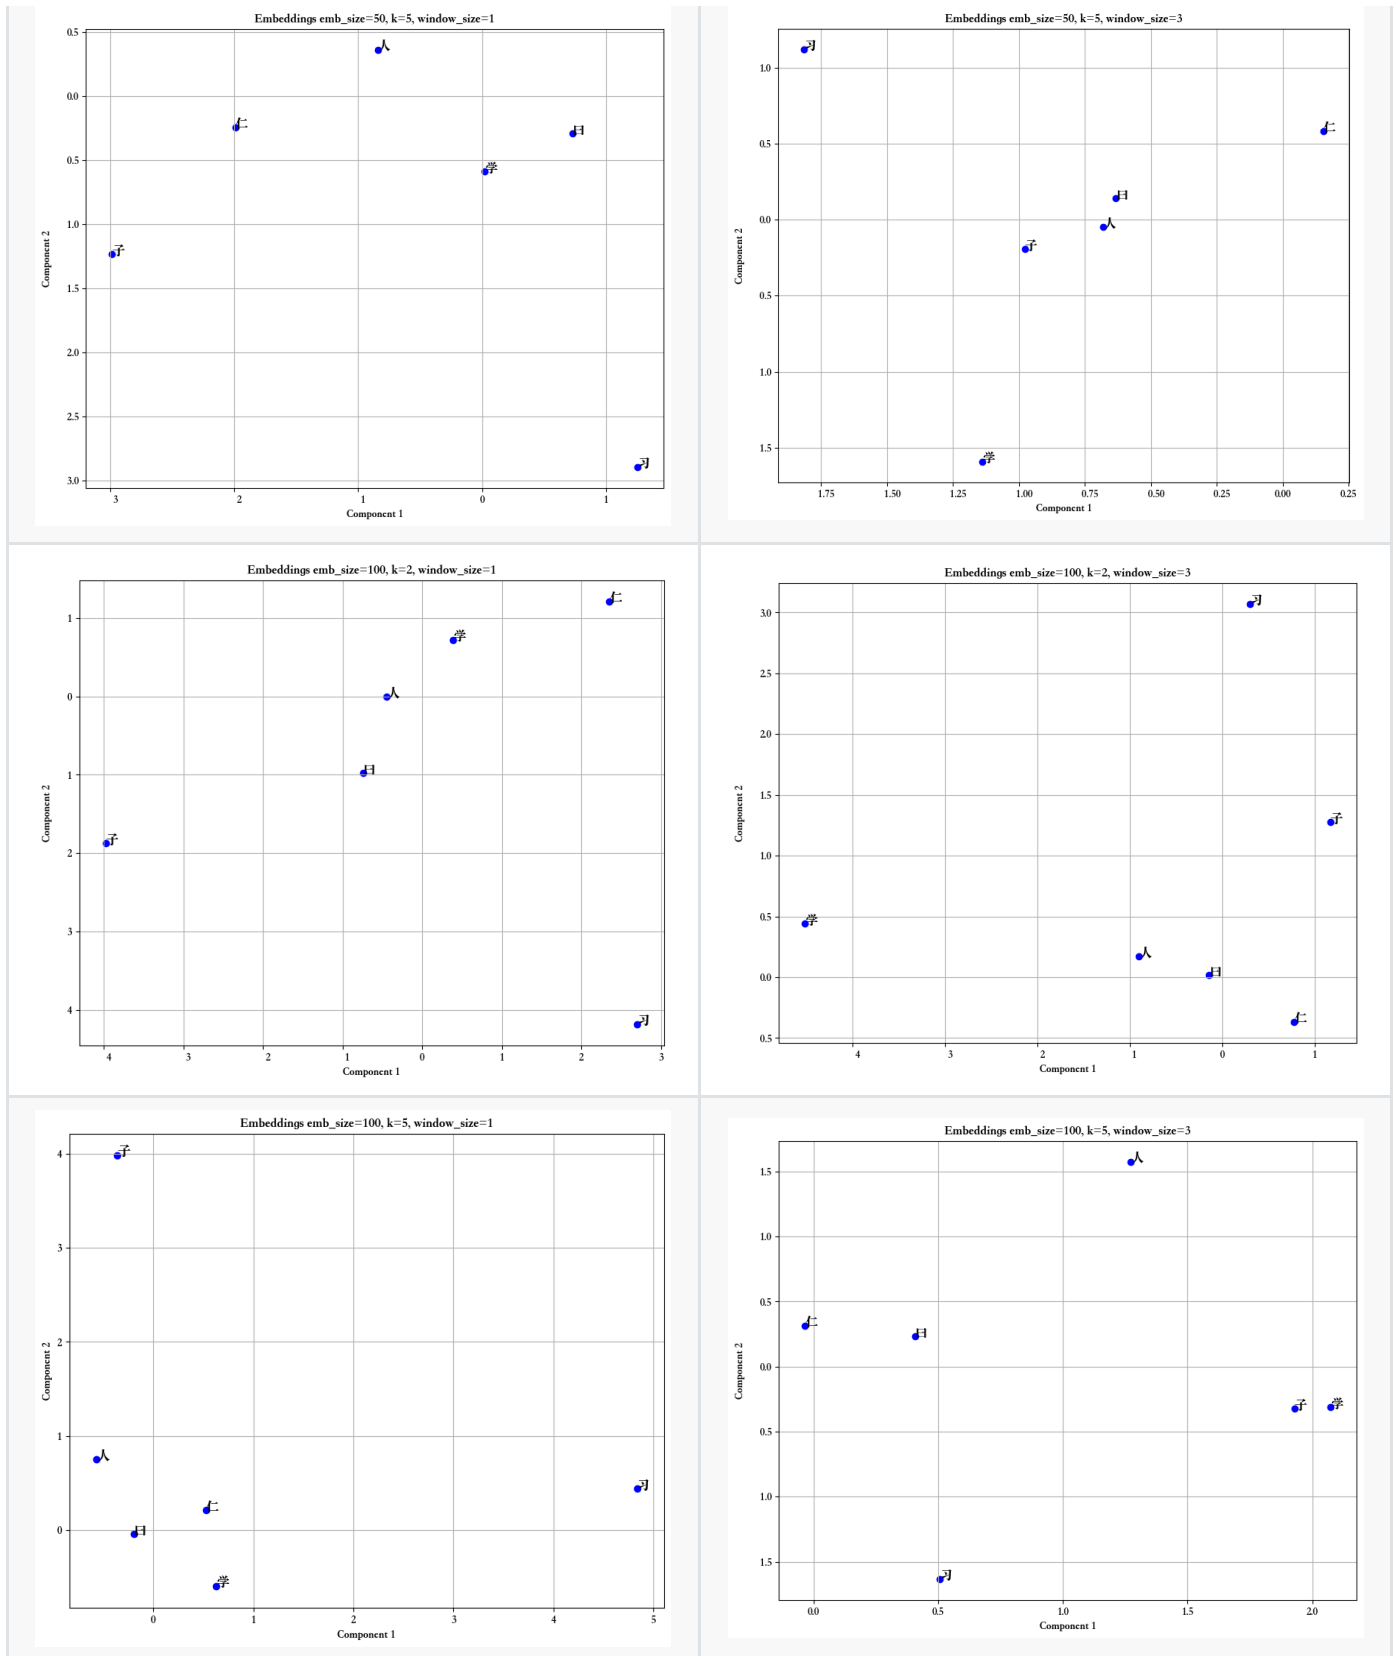 Embeddings emb_size=50, k=5, window_size=1
0.5
0.0
0.5
1.0
1.5
2.0
2.5
3.0
Component 2
人
仁
曰
学
子
习
3 2 1 0 1
Component 1
Embeddings emb_size=50, k=5, window_size=3
1.0
0.5
0.0
0.5
1.0
1.5
Component 2
习
仁
曰
人
子
学
1.75 1.50 1.25 1.00 0.75 0.50 0.25 0.00 0.25
Component 1
Embeddings emb_size=100, k=2, window_size=1
1
0
1
2
3
4
Component 2
仁
学
人
曰
子
习
4 3 2 1 0 1 2 3
Component 1
Embeddings emb_size=100, k=2, window_size=3
3.0
2.5
2.0
1.5
1.0
0.5
0.0
0.5
Component 2
习
子
学
人
曰
仁
4 3 2 1 0 1
Component 1
Embeddings emb_size=100, k=5, window_size=1
4
3
2
1
0
Component 2
子
人
习
仁
曰
学
0 1 2 3 4 5
Component 1
Embeddings emb_size=100, k=5, window_size=3
1.5
1.0
0.5
0.0
0.5
1.0
1.5
Component 2
人
仁
曰
子
学
习
0.0 0.5 1.0 1.5 2.0
Component 1